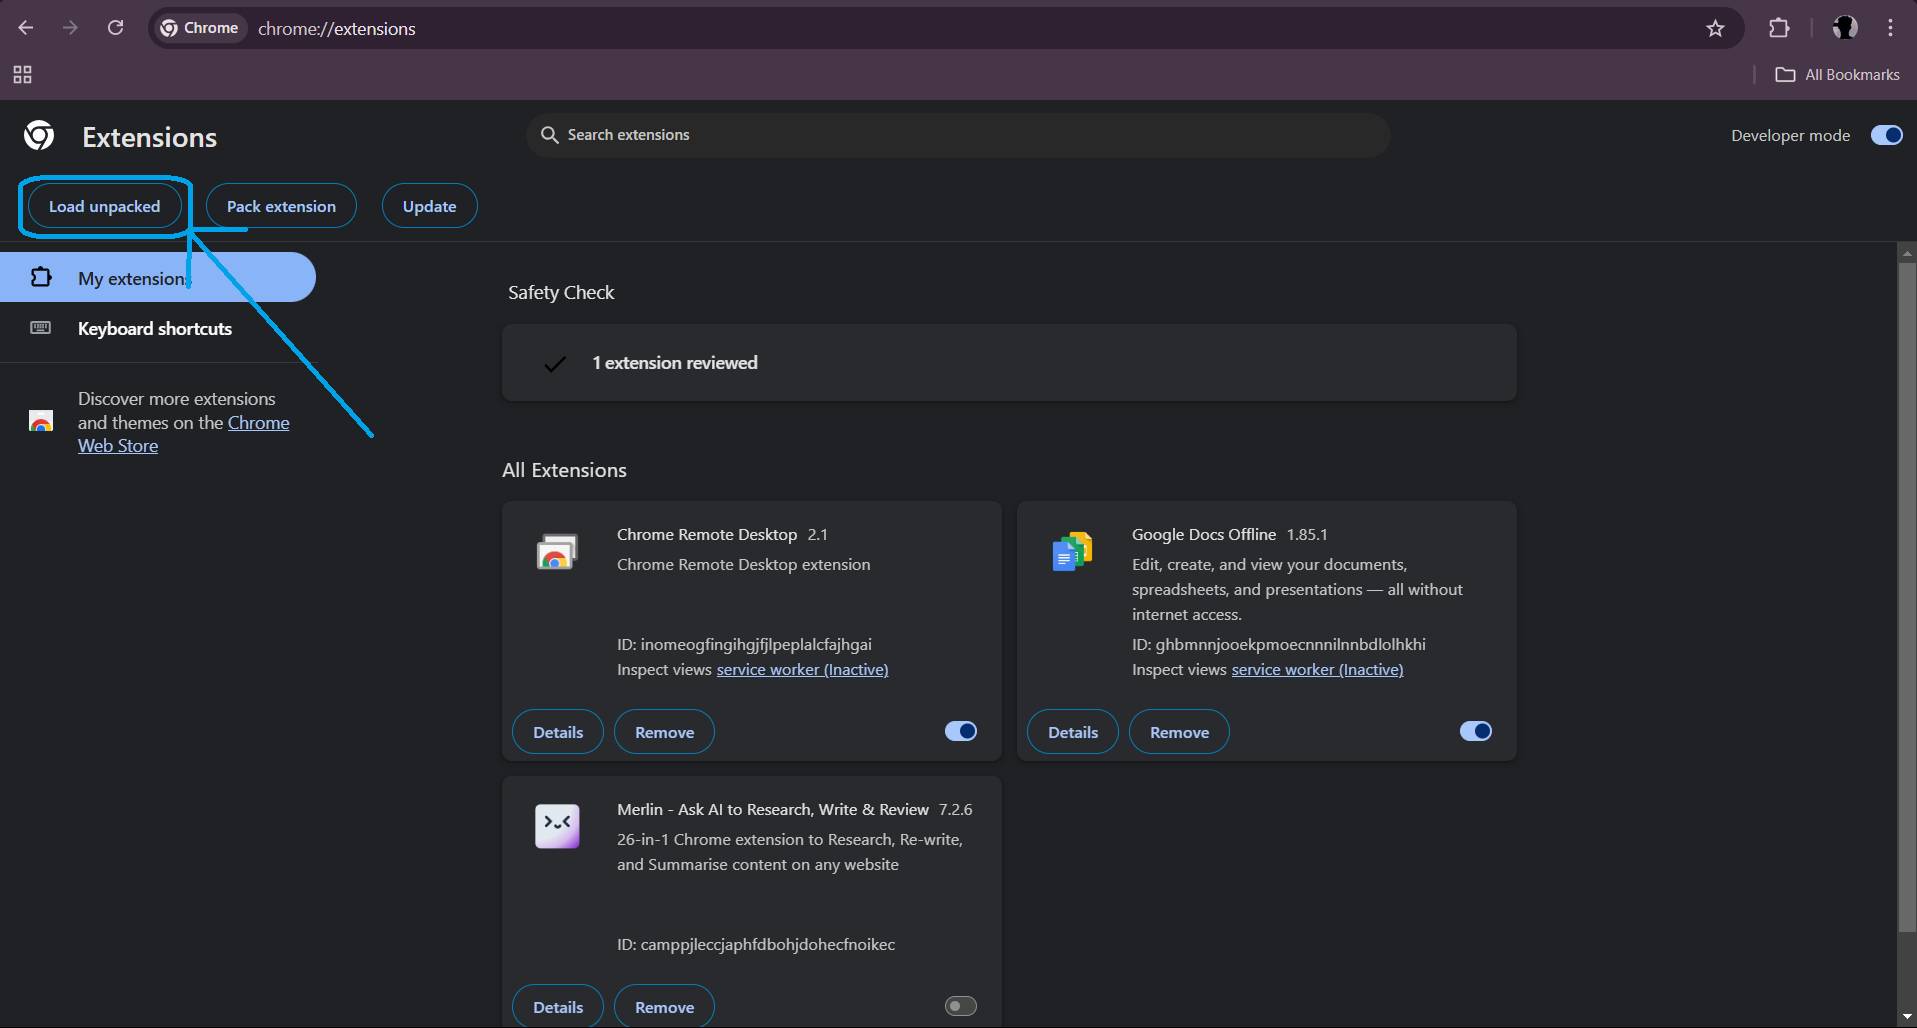 Chrome
chrome://extensions
All Bookmarks
Extensions
Search extensions
Developer mode
Load unpacked
Pack extension
Update
My extensions
Keyboard shortcuts
Discover more extensions
and themes on the Chrome
Web Store
Safety Check
1 extension reviewed
All Extensions
Chrome Remote Desktop 2.1
Chrome Remote Desktop extension
ID: inomeogfingihgjfjlpeplalcfajhgai
Inspect views service worker (Inactive)
Details
Remove
Google Docs Offline 1.85.1
Edit, create, and view your documents,
spreadsheets, and presentations — all without
internet access.
ID: ghbmnnjooekpmoecnnnilnnbdlolhkhi
Inspect views service worker (Inactive)
Details
Remove
Merlin - Ask AI to Research, Write & Review 7.2.6
26-in-1 Chrome extension to Research, Re-write,
and Summarise content on any website
ID: camppjleccjaphfdbohjdohecfnoikec
Details
Remove